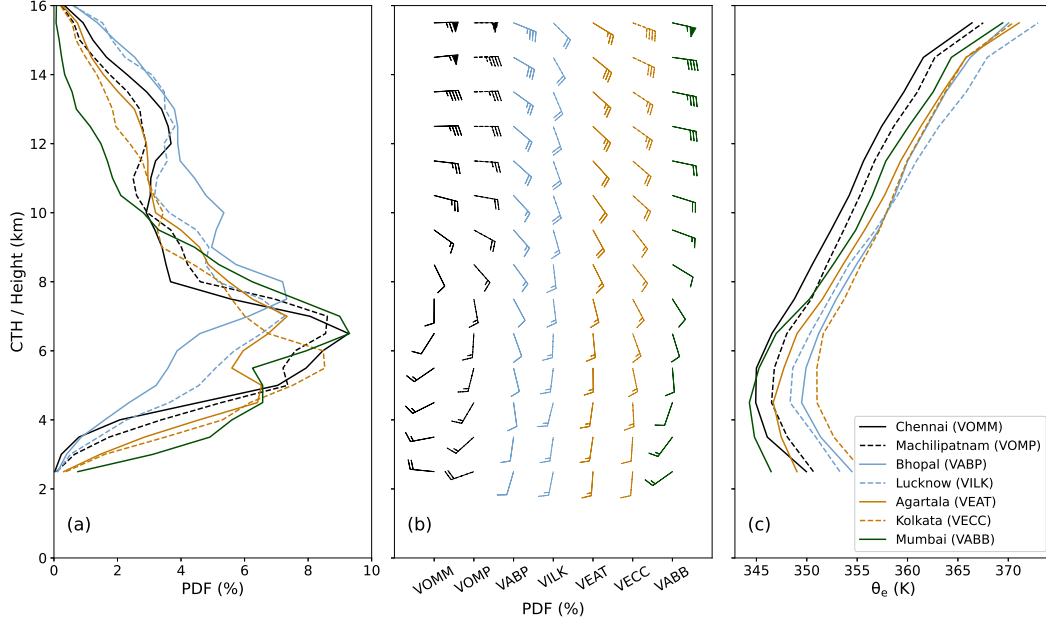 16
14
12
10
8
6
4
2
0
CTH / Height (km)
(a)
0 2 4 6 8 10
PDF (%)
(b)
VOMM VOMP VABP VILK VEAT VECC VABB
PDF (%)
(c)
Chennai (VOMM)
Machilipatnam (VOMP)
Bhopal (VABP)
Lucknow (VILK)
Agartala (VEAT)
Kolkata (VECC)
Mumbai (VABB)
345 350 355 360 365 370
θe (K)